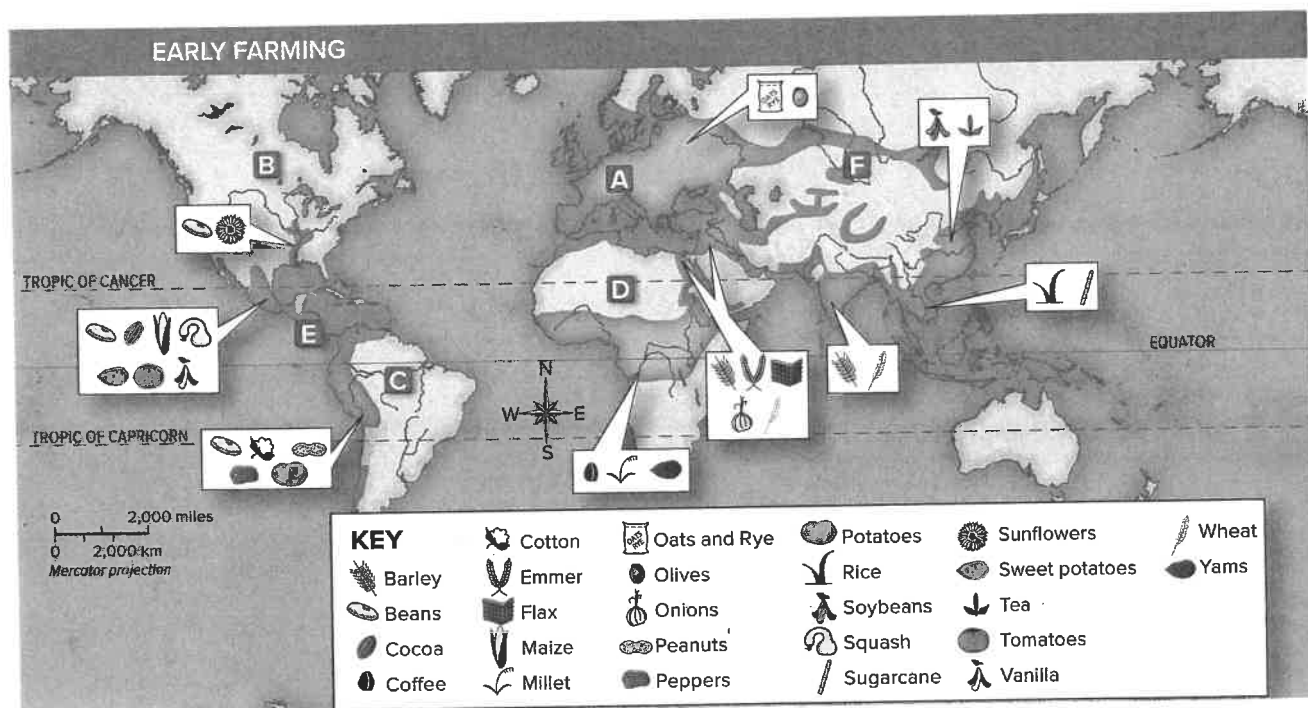 EARLY FARMING
B
A
F
TROPIC OF CANCER
D
E
EQUATOR
C
N
W E
S
TROPIC OF CAPRICORN
0 2,000 miles
0 2,000 km
Mercator projection
KEY
Barley
Beans
Cocoa
Coffee
Cotton
Emmer
Flax
Maize
Millet
Oats and Rye
Olives
Onions
Peanuts
Peppers
Potatoes
Rice
Soybeans
Squash
Sugarcane
Sunflowers
Sweet potatoes
Tea
Tomatoes
Vanilla
Wheat
Yams